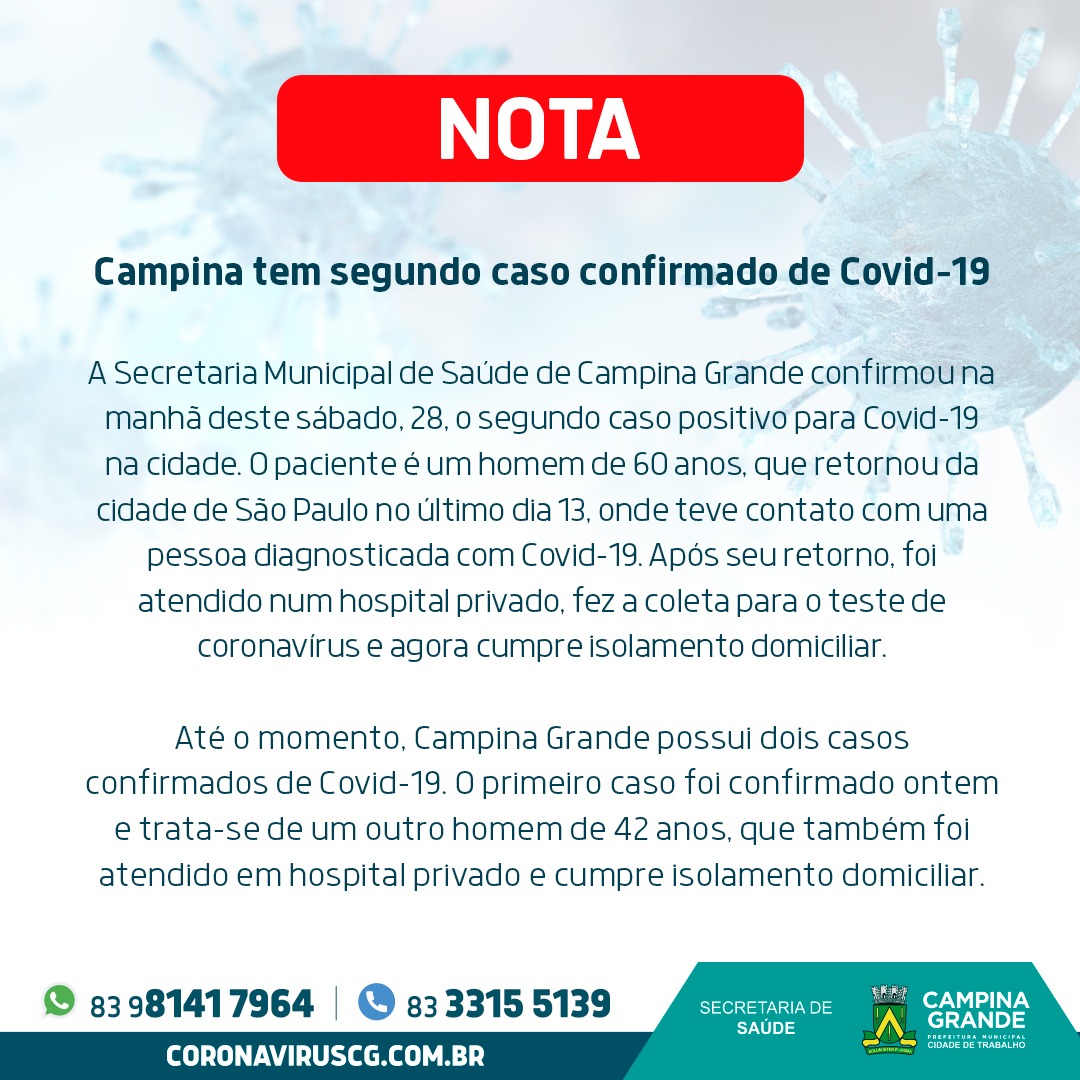 NOTA
Campina tem segundo caso confirmado de Covid-19
A Secretaria Municipal de Saúde de Campina Grande confirmou na
manhã deste sábado, 28, o segundo caso positivo para Covid-19
na cidade. O paciente é um homem de 60 anos, que retornou da
cidade de São Paulo no último dia 13, onde teve contato com uma
pessoa diagnosticada com Covid-19. Após seu retorno, foi
atendido num hospital privado, fez a coleta para o teste de
coronavírus e agora cumpre isolamento domiciliar.
Até o momento, Campina Grande possui dois casos
confirmados de Covid-19. O primeiro caso foi confirmado ontem
e trata-se de um outro homem de 42 anos, que também foi
atendido em hospital privado e cumpre isolamento domiciliar.
83 98141 7964 | 83 3315 5139
CORONAVIRUSCG.COM.BR
SECRETARIA DE
SAÚDE
CAMPINA
GRANDE
PREFEITURA MUNICIPAL
CIDADE DE TRABALHO